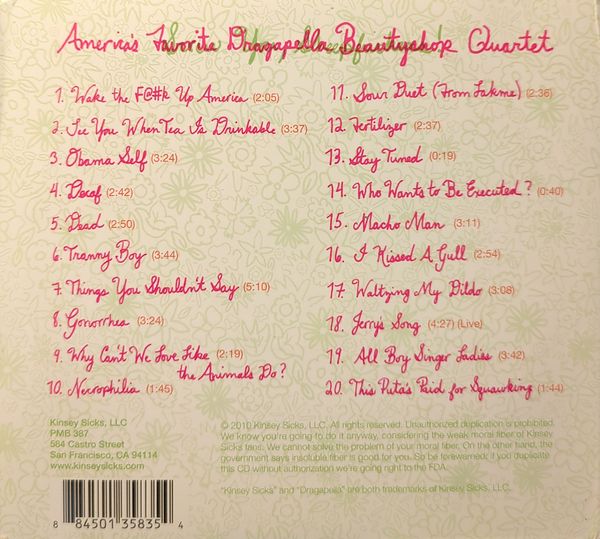 America's Favorite Dragapella Beautyshop Quartet
1. Wake the F@#k Up America (2:05)
2. See You When Tea Is Drinkable (3:37)
3. Obama Self (3:24)
4. Decaf (2:42)
5. Dead (2:50)
6. Tranny Boy (3:44)
7. Things You Shouldn't Say (5:10)
8. Gonorrhea (3:24)
9. Why Can't We Love Like (2:19)
the Animals Do?
10. Necrophilia (1:45)
11. Sour Duet (From Lakme) (2:36)
12. Fertilizer (2:37)
13. Stay Tuned (0:19)
14. Who Wants to Be Executed? (0:40)
15. Macho Man (3:11)
16. I Kissed A Gull (2:54)
17. Waltzing My Dildo (3:08)
18. Jerry's Song (4:27) (Live)
19. All Boy Singer Ladies (3:42)
20. This Puta's Paid for Squawking (1:44)
Kinsey Sicks, LLC
PMB 387
584 Castro Street
San Francisco, CA 94114
www.kinseysicks.com
© 2010 Kinsey Sicks, LLC. All rights reserved. Unauthorized duplication is prohibited.
We know you're going to do it anyway, considering the weak moral fiber of Kinsey
Sicks fans. We cannot solve the problem of your moral fiber. On the other hand, the
government says insoluble fiber is good for you. So be forewarned: if you duplicate
this CD without authorization we're going right to the FDA.
"Kinsey Sicks" and "Dragapella" are both trademarks of Kinsey Sicks, LLC.
8 84501 35835 4